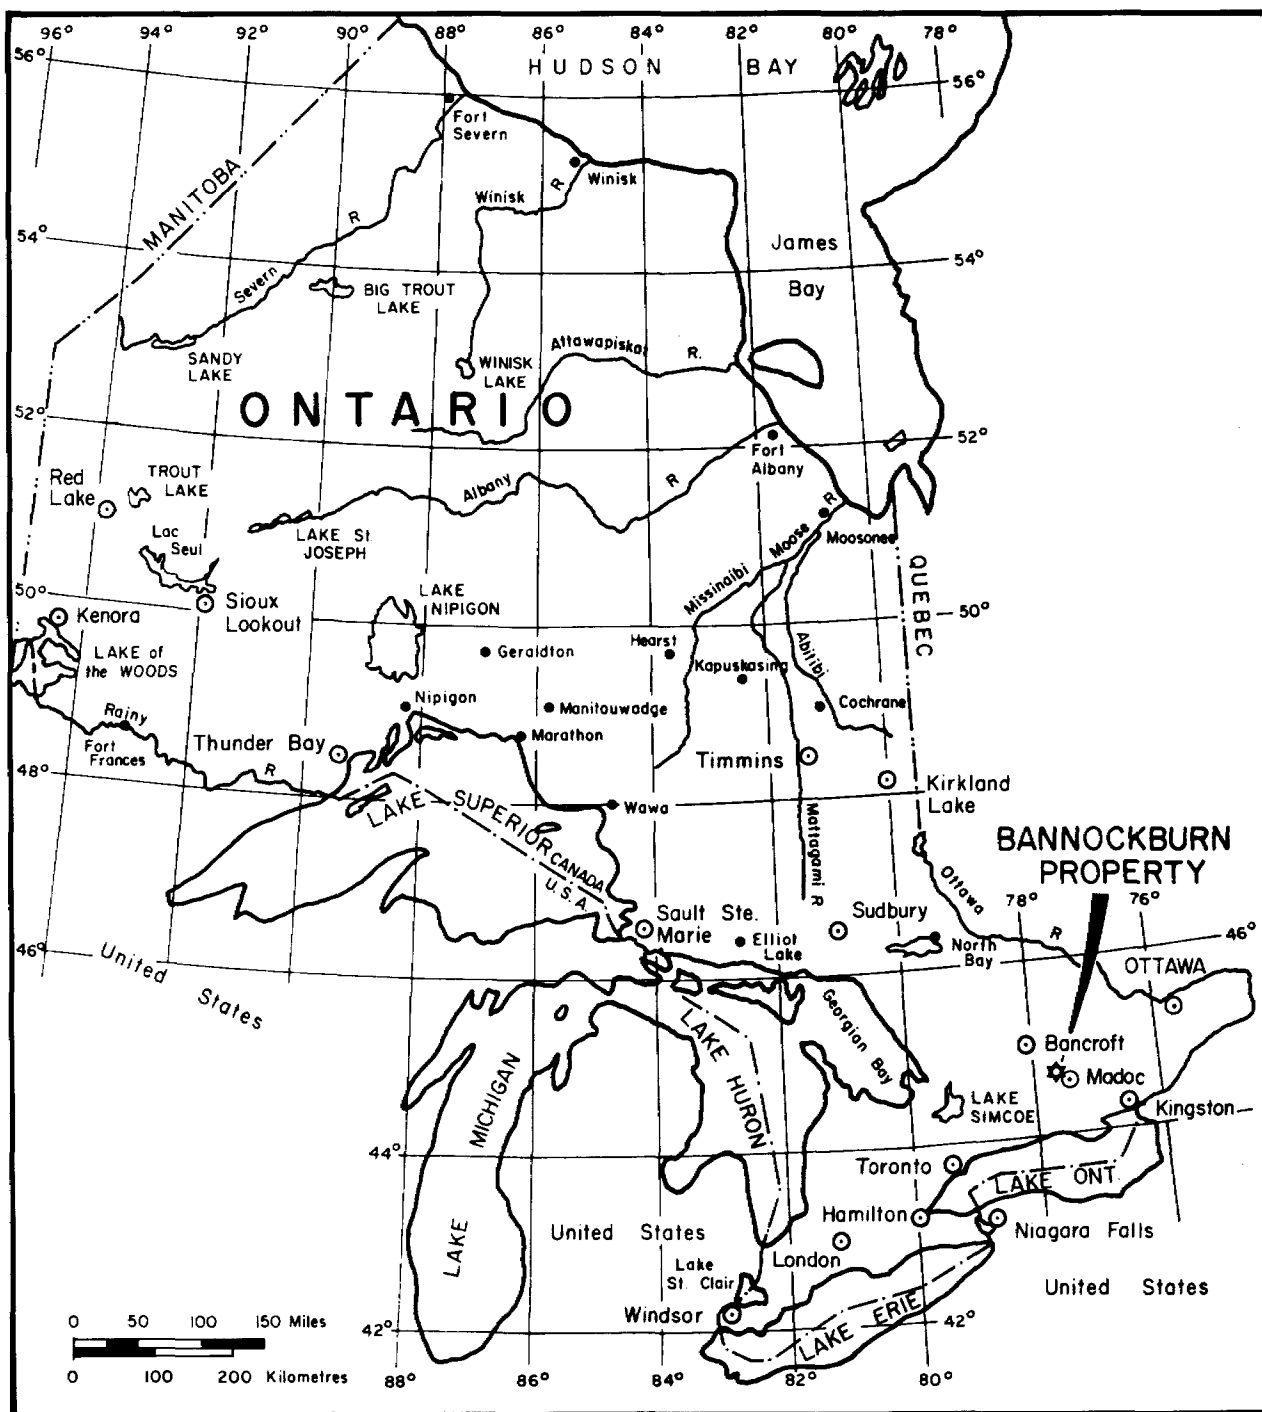 96° 94° 92° 90° 88° 86° 84° 82° 80° 78°
56°
HUDSON BAY
56°
Fort
Severn
MANITOBA
Winisk R
Winisk
R
54°
James
Bay
54°
Severn
BIG TROUT
LAKE
SANDY
LAKE
WINISK
LAKE
Attawapiskat R.
ONTARIO
52°
52°
Fort
Albany
Red
Lake
TROUT
LAKE
Albany R
Lac
Seul
LAKE St.
JOSEPH
R
Moose
Moosonee
Missinaibi
QUEBEC
50°
50°
Kenora
Sioux
Lookout
LAKE
NIPIGON
Abitibi
LAKE of
the WOODS
Geraldton
Hearst
Kapuskasing
Nipigon
Manitouwadge
Cochrane
Rainy
Fort
Frances
R
Thunder Bay
Marathon
Timmins
48°
Kirkland
Lake
48°
LAKE SUPERIOR
Wawa
CANADA
U.S.A.
Mattagami R
BANNOCKBURN
PROPERTY
Ottawa
R
78° 76°
46°
46°
United States
Sault Ste.
Marie
Elliot
Lake
Sudbury
North
Bay
OTTAWA
Georgian Bay
LAKE HURON
LAKE MICHIGAN
Bancroft
Madoc
LAKE
SIMCOE
Kingston
44°
Toronto
LAKE ONT.
Hamilton
Niagara Falls
United States
London
Lake
St. Clair
United States
Windsor
LAKE ERIE
42°
42°
0 50 100 150 Miles
0 100 200 Kilometres
88° 86° 84° 82° 80°